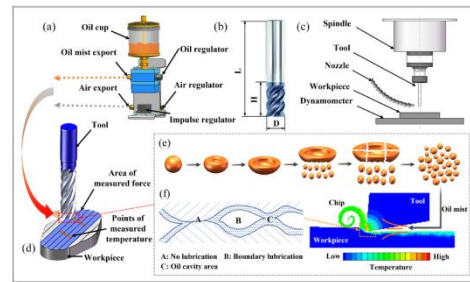 (a)
Oil cup
Oil mist export
Oil regulator
Air export
Air regulator
Impulse regulator
(b)
L
H
D
(c)
Spindle
Tool
Nozzle
Workpiece
Dynamometer
Tool
Area of
measured force
Points of
measured
temperature
(d)
Workpiece
(e)
(f)
A
B
C
A: No lubrication B: Boundary lubrication
C: Oil cavity area
Chip
Tool
Oil mist
Workpiece
Low
High
Temperature